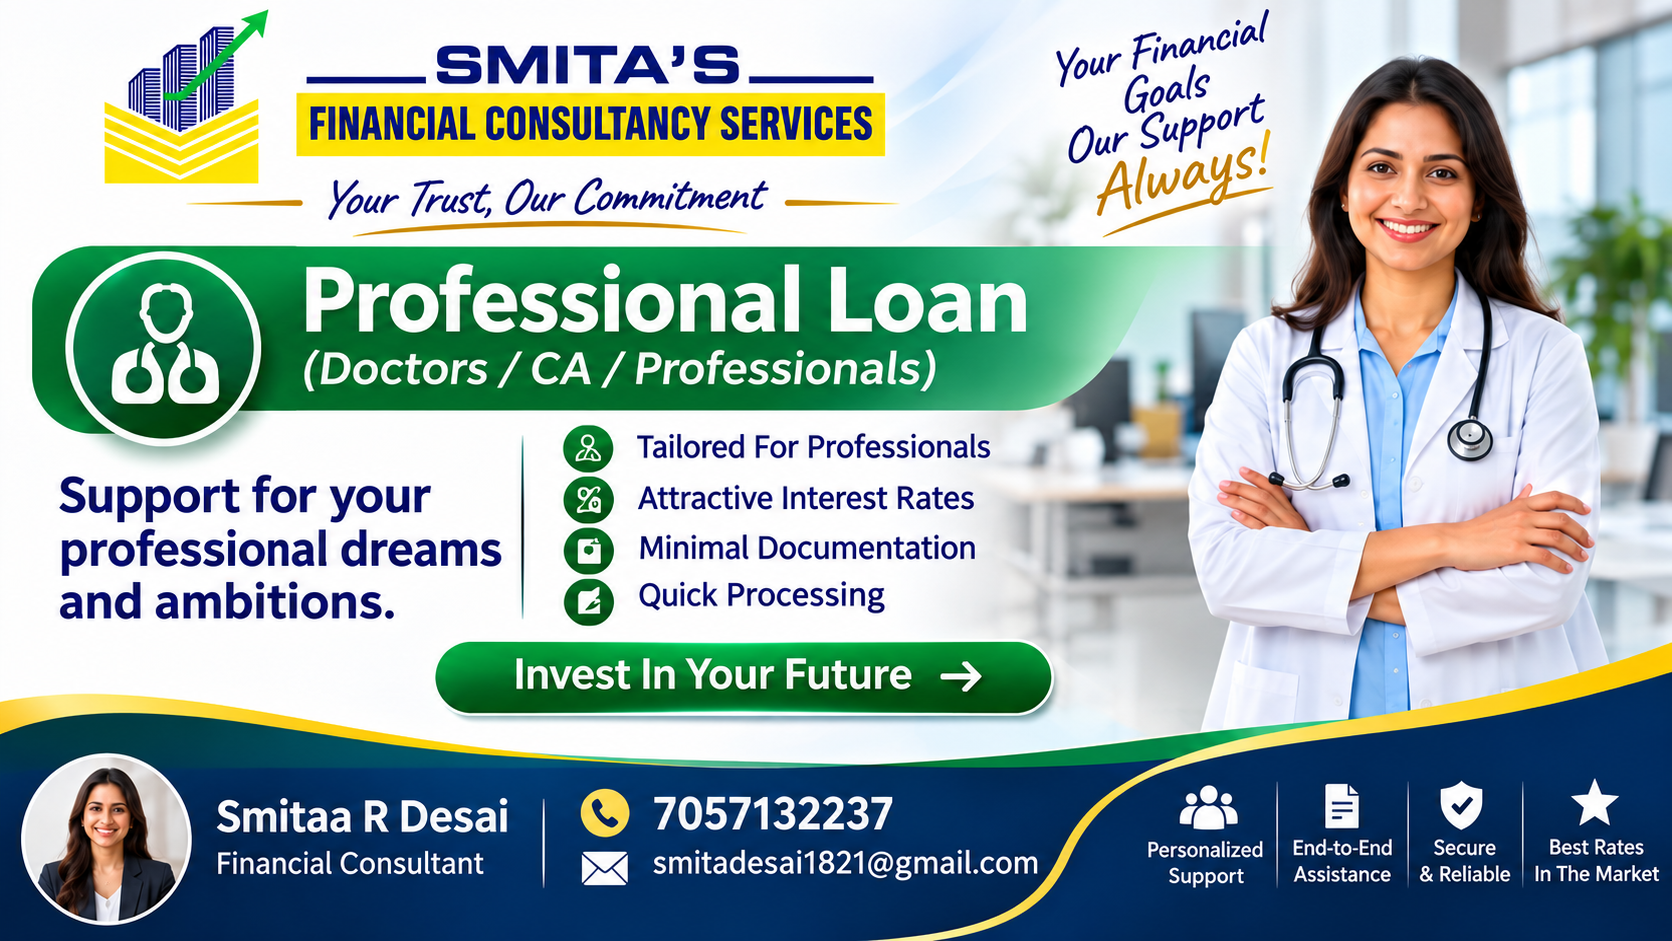 SMITA'S
FINANCIAL CONSULTANCY SERVICES
Your Trust, Our Commitment
Your Financial
Goals
Our Support
Always!
Professional Loan
(Doctors / CA / Professionals)
Support for your
professional dreams
and ambitions.
Tailored For Professionals
Attractive Interest Rates
Minimal Documentation
Quick Processing
Invest In Your Future
Smitaa R Desai
Financial Consultant
7057132237
smitadesai1821@gmail.com
Personalized
Support
End-to-End
Assistance
Secure
& Reliable
Best Rates
In The Market